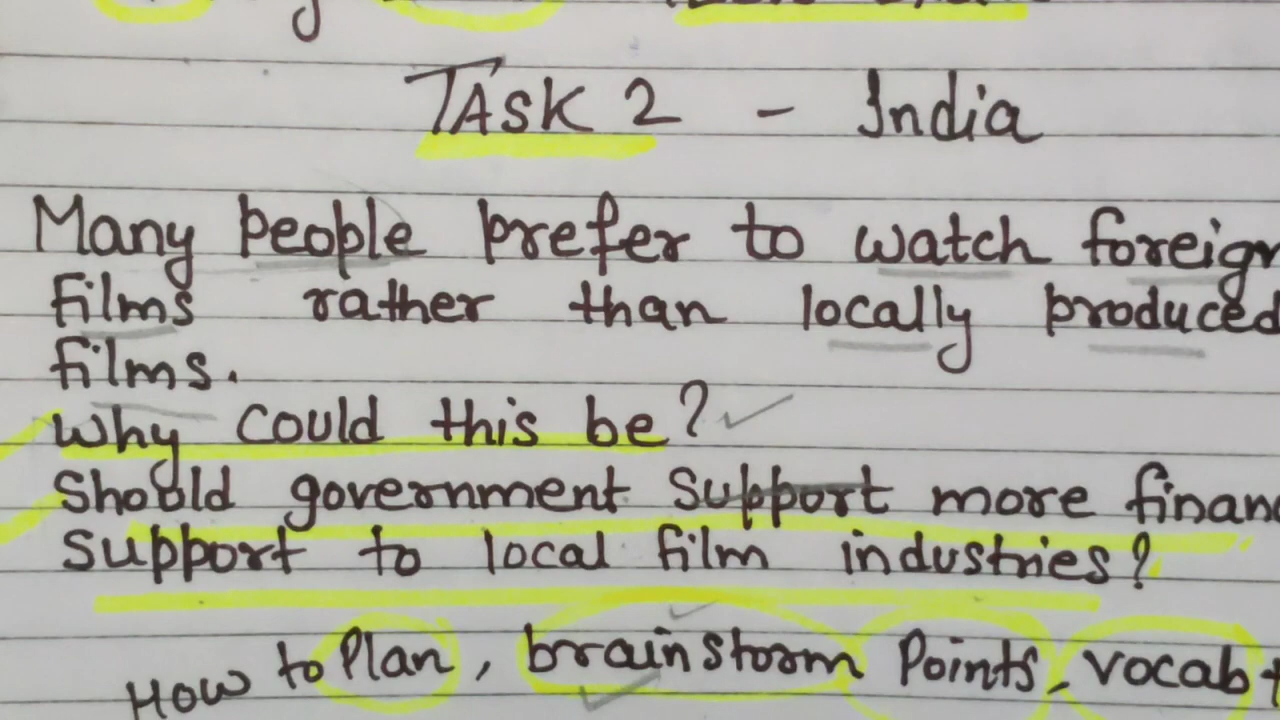 TASK 2 - India
Many people prefer to watch foreign
films rather than locally produced
films.
Why could this be?
Should government support more finan
support to local film industries?
How to Plan, brainstorm Points, vocab